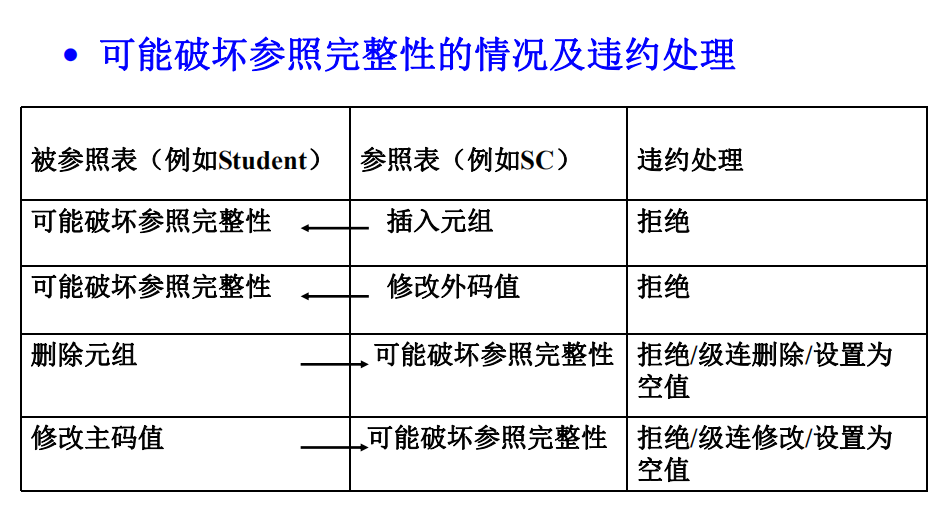 • 可能破坏参照完整性的情况及违约处理
被参照表（例如Student） 参照表（例如SC） 违约处理
可能破坏参照完整性 插入元组 拒绝
可能破坏参照完整性 修改外码值 拒绝
删除元组 可能破坏参照完整性 拒绝/级连删除/设置为
空值
修改主码值 可能破坏参照完整性 拒绝/级连修改/设置为
空值